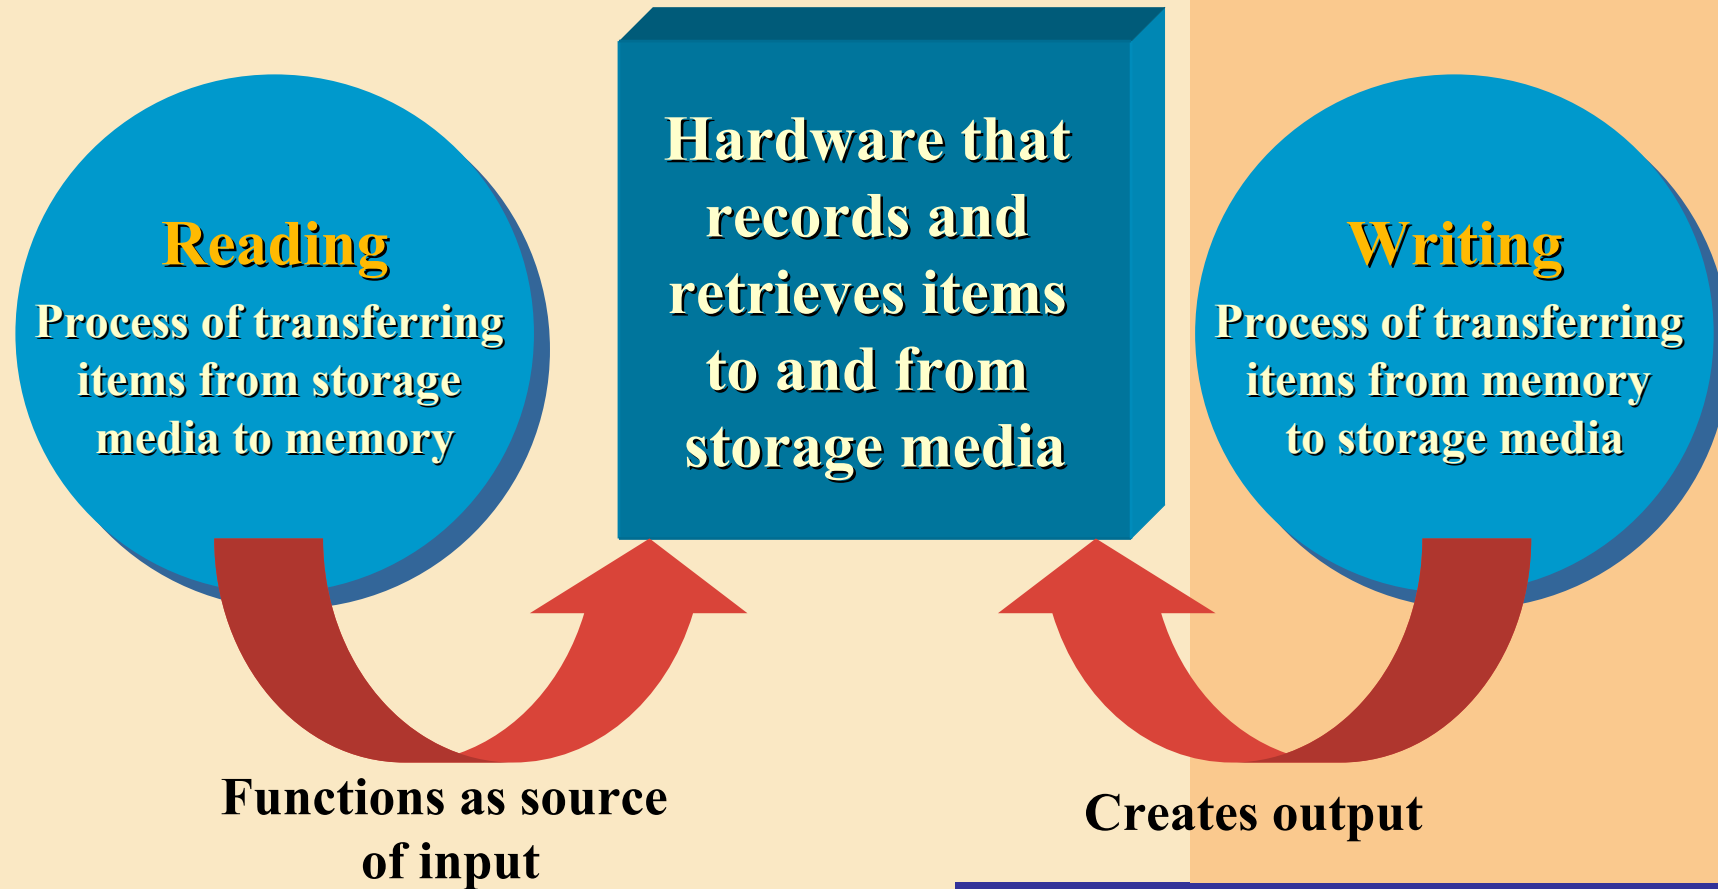 Reading
Process of transferring
items from storage
media to memory
Hardware that
records and
retrieves items
to and from
storage media
Writing
Process of transferring
items from memory
to storage media
Functions as source
of input
Creates output